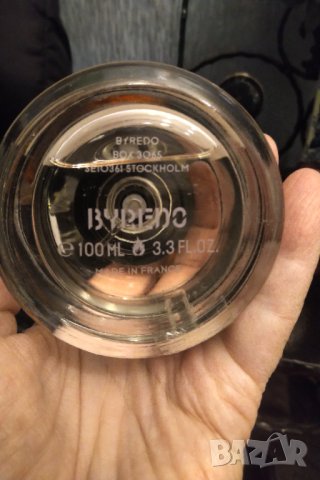 BYREDO
BOX 3065
SE10361 STOCKHOLM
BYREDO
℮ 100 ML 3.3 FL.OZ.
MADE IN FRANCE
BAZAR